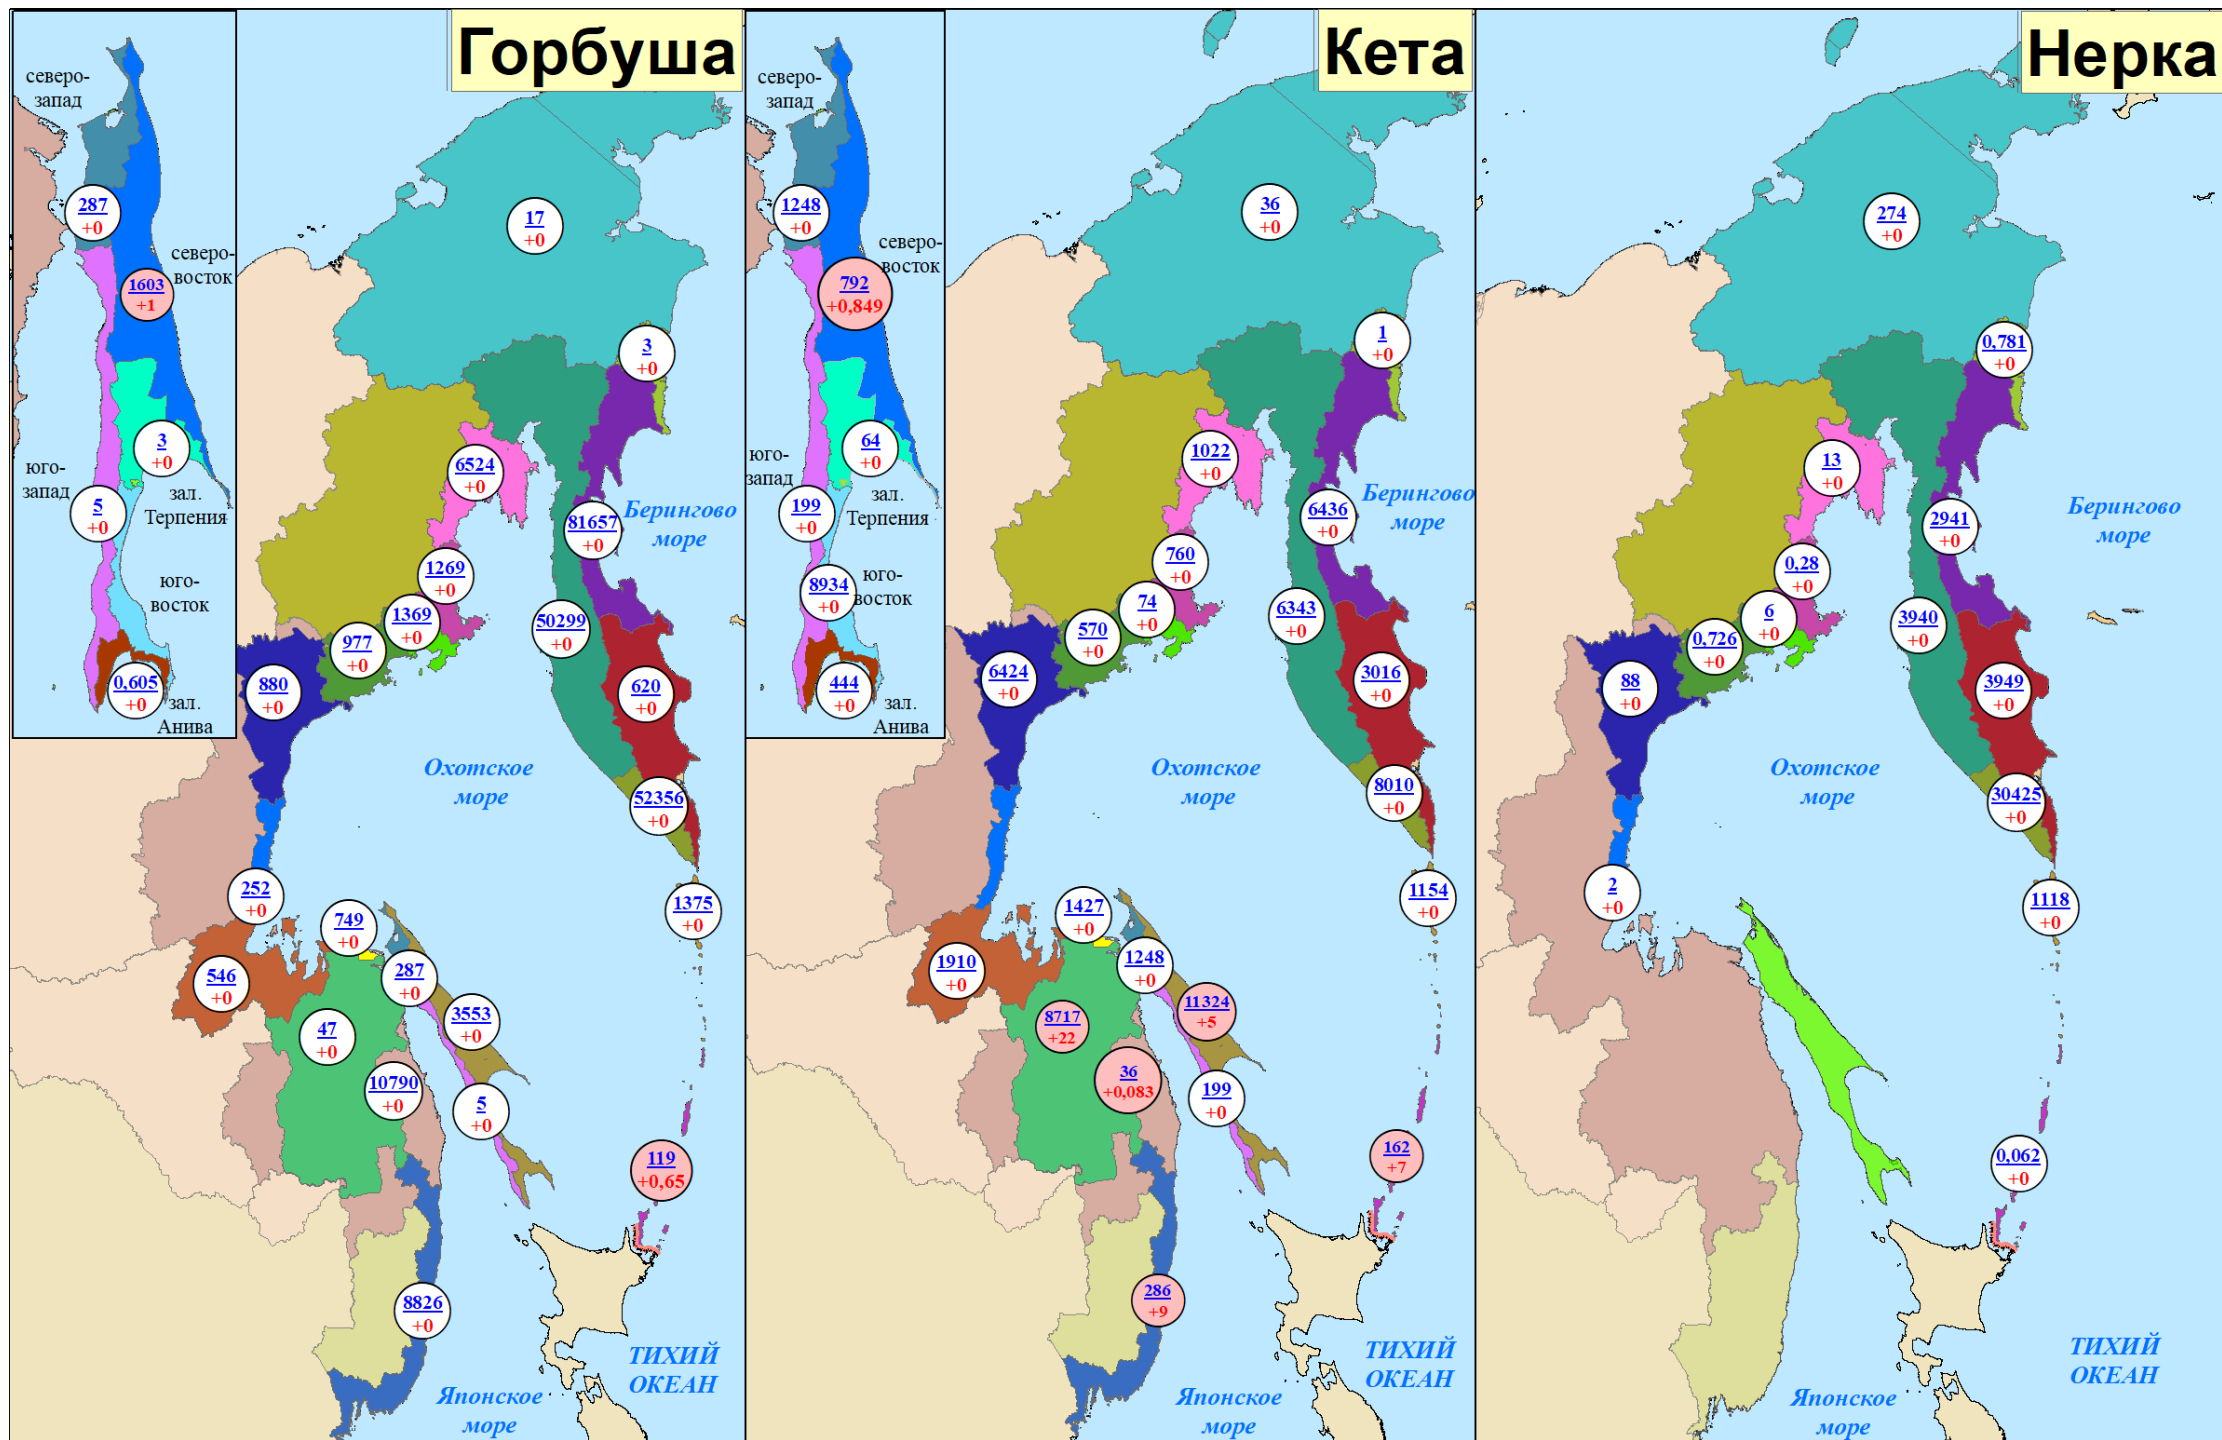 Горбуша
северо-
запад
287
+0
северо-
восток
1603
+1
3
+0
юго-
запад
5
+0
зал.
Терпения
юго-
восток
0,605
+0
зал.
Анива
17
+0
3
+0
6524
+0
81657
+0
Берингово
море
1269
+0
1369
+0
977
+0
50299
+0
880
+0
620
+0
Охотское
море
52356
+0
252
+0
749
+0
1375
+0
546
+0
287
+0
47
+0
3553
+0
10790
+0
5
+0
119
+0,65
8826
+0
ТИХИЙ
ОКЕАН
Японское
море
Кета
северо-
запад
1248
+0
северо-
восток
792
+0,849
64
+0
юго-
запад
199
+0
зал.
Терпения
8934
+0
юго-
восток
444
+0
зал.
Анива
36
+0
1
+0
1022
+0
6436
+0
Берингово
море
760
+0
74
+0
570
+0
6343
+0
6424
+0
3016
+0
Охотское
море
8010
+0
1154
+0
1427
+0
1910
+0
1248
+0
11324
+5
8717
+22
36
+0,083
199
+0
162
+7
286
+9
ТИХИЙ
ОКЕАН
Японское
море
Нерка
274
+0
0,781
+0
13
+0
2941
+0
Берингово
море
0,28
+0
6
+0
0,726
+0
3940
+0
88
+0
3949
+0
Охотское
море
30425
+0
2
+0
1118
+0
0,062
+0
ТИХИЙ
ОКЕАН
Японское
море